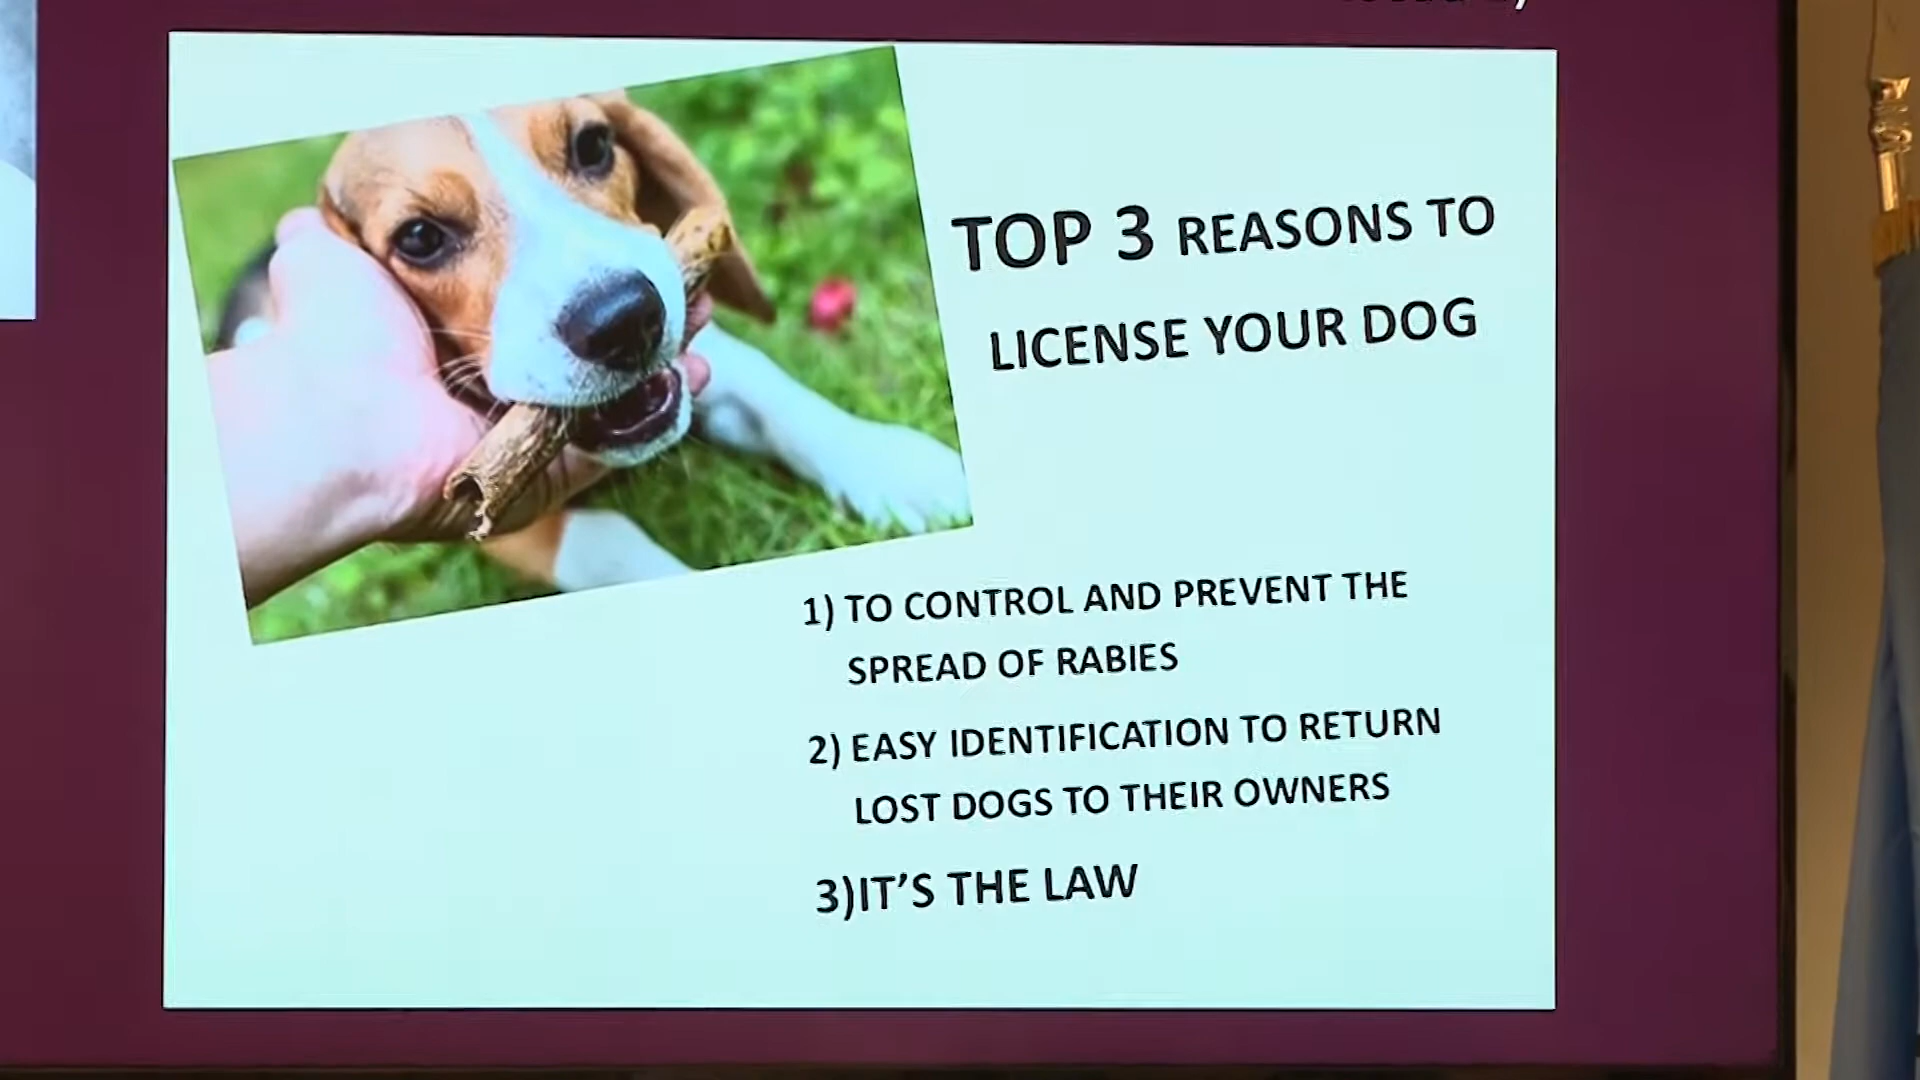 TOP 3 REASONS TO
LICENSE YOUR DOG
1) TO CONTROL AND PREVENT THE
SPREAD OF RABIES
2) EASY IDENTIFICATION TO RETURN
LOST DOGS TO THEIR OWNERS
3)IT'S THE LAW